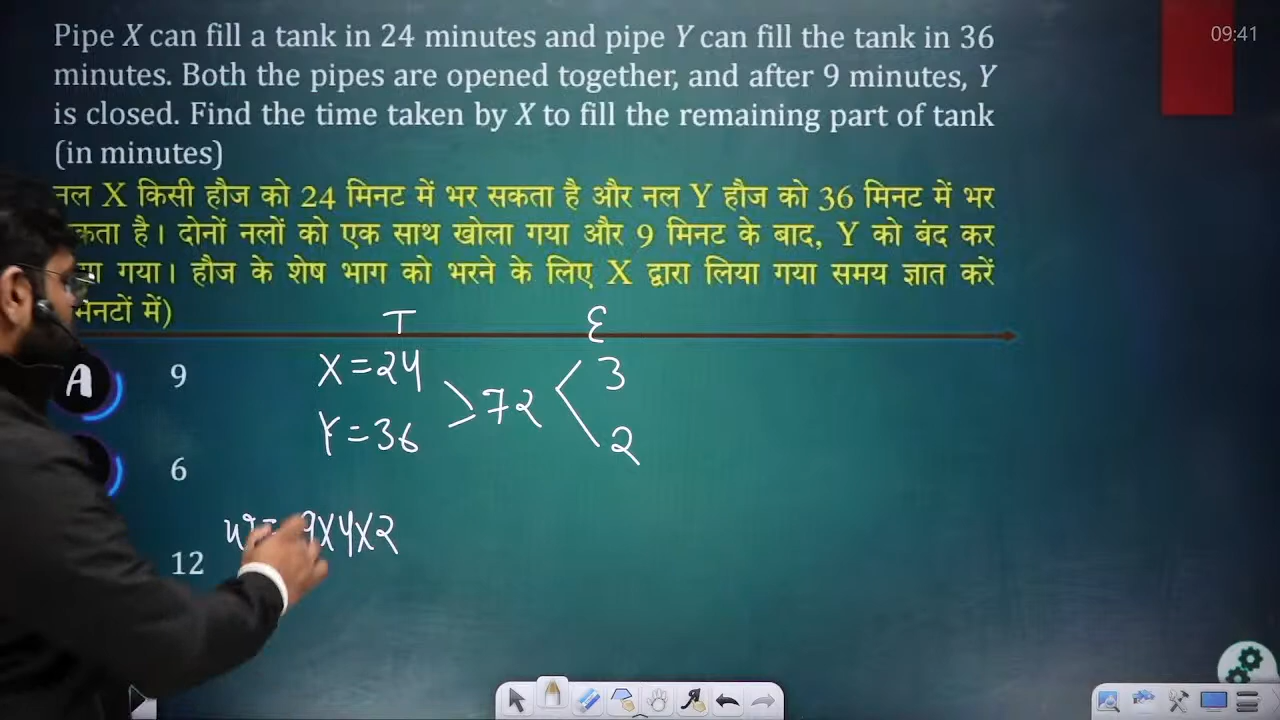 09:41
Pipe X can fill a tank in 24 minutes and pipe Y can fill the tank in 36
minutes. Both the pipes are opened together, and after 9 minutes, Y
is closed. Find the time taken by X to fill the remaining part of tank
(in minutes)
नल X किसी हौज को 24 मिनट में भर सकता है और नल Y हौज को 36 मिनट में भर
है। दोनों नलों को एक साथ खोला गया और 9 मिनट के बाद, Y को बंद कर
गया। हौज के शेष भाग को भरने के लिए X द्वारा लिया गया समय ज्ञात करें
में)
T E
X=24 3
72
Y=36 2
A 9
6
9X4X2
12